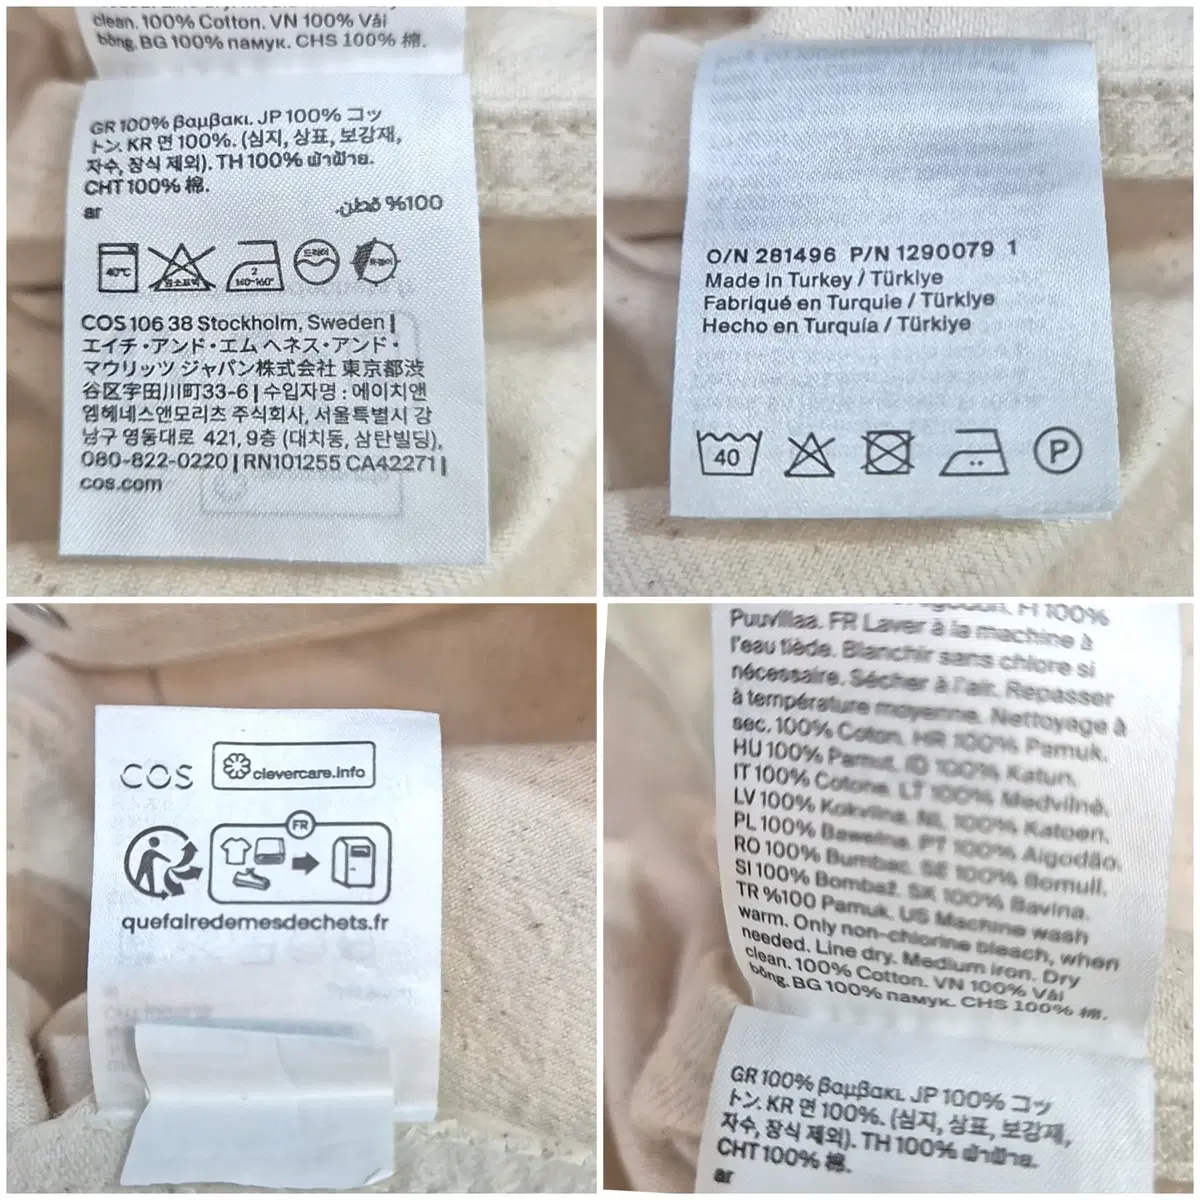 clean. 100% Cotton. VN 100% Vải
bông. BG 100% памук. CHS 100% 棉.
GR 100% βαμβακι. JP 100% コッ
トン. KR 면 100%. (심지, 상표, 보강재,
자수, 장식 제외). TH 100% ผ้าฝ้าย.
CHT 100% 棉.
ar
%100 قطن.
40℃
염소표백
2
140-160°
드라이
옷걸이
COS 106 38 Stockholm, Sweden |
エイチ・アンド・エム ヘネス・アンド・
マウリッツ ジャパン株式会社 東京都渋
谷区宇田川町33-6 | 수입자명 : 에이치앤
엠헤네스앤모리츠 주식회사, 서울특별시 강
남구 영동대로 421, 9층 (대치동, 삼탄빌딩),
080-822-0220 | RN101255 CA42271 |
cos.com
O/N 281496 P/N 1290079 1
Made in Turkey / Türkiye
Fabriqué en Turquie / Türkiye
Hecho en Turquía / Türkiye
40
P
COS
clevercare.info
FR
quefairedemesdechets.fr
FI 100%
Puuvillaa. FR Laver à la machine à
l'eau tiède. Blanchir sans chlore si
nécessaire. Sécher à l'air. Repasser
à température moyenne. Nettoyage à
sec. 100% Coton. HR 100% Pamuk.
HU 100% Pamut. ID 100% Katun.
IT 100% Cotone. LT 100% Medvilnė.
LV 100% Kokvilna. NL 100% Katoen.
PL 100% Bawełna. PT 100% Algodão.
RO 100% Bumbac. SE 100% Bomull.
SI 100% Bombaž. SK 100% Bavlna.
TR %100 Pamuk. US Machine wash
warm. Only non-chlorine bleach, when
needed. Line dry. Medium iron. Dry
clean. 100% Cotton. VN 100% Vải
bông. BG 100% памук. CHS 100% 棉.
GR 100% βαμβακι. JP 100% コッ
トン. KR 면 100%. (심지, 상표, 보강재,
자수, 장식 제외). TH 100% ผ้าฝ้าย.
CHT 100% 棉.
ar